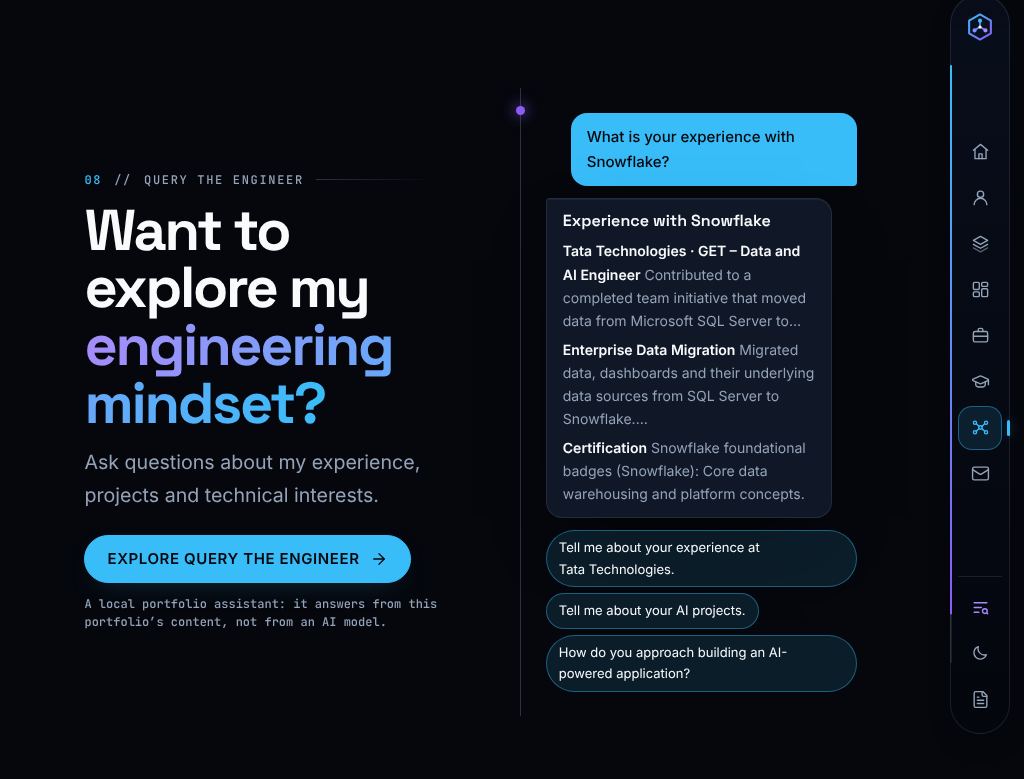 08 // QUERY THE ENGINEER
Want to
explore my
engineering
mindset?
Ask questions about my experience,
projects and technical interests.
EXPLORE QUERY THE ENGINEER →
A local portfolio assistant: it answers from this
portfolio’s content, not from an AI model.
What is your experience with
Snowflake?
Experience with Snowflake
Tata Technologies · GET – Data and
AI Engineer Contributed to a
completed team initiative that moved
data from Microsoft SQL Server to...
Enterprise Data Migration Migrated
data, dashboards and their underlying
data sources from SQL Server to
Snowflake....
Certification Snowflake foundational
badges (Snowflake): Core data
warehousing and platform concepts.
Tell me about your experience at
Tata Technologies.
Tell me about your AI projects.
How do you approach building an AI-
powered application?